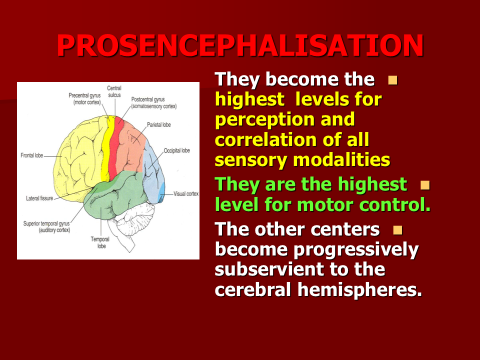 PROSENCEPHALISATION
Central
sulcus
Precentral gyrus
(motor cortex)
Postcentral gyrus
(somatosensory cortex)
Parietal lobe
Occipital lobe
Frontal lobe
Visual cortex
Lateral fissure
Superior temporal gyrus
(auditory cortex)
Temporal
lobe
They become the
highest levels for
perception and
correlation of all
sensory modalities
They are the highest
level for motor control.
The other centers
become progressively
subservient to the
cerebral hemispheres.